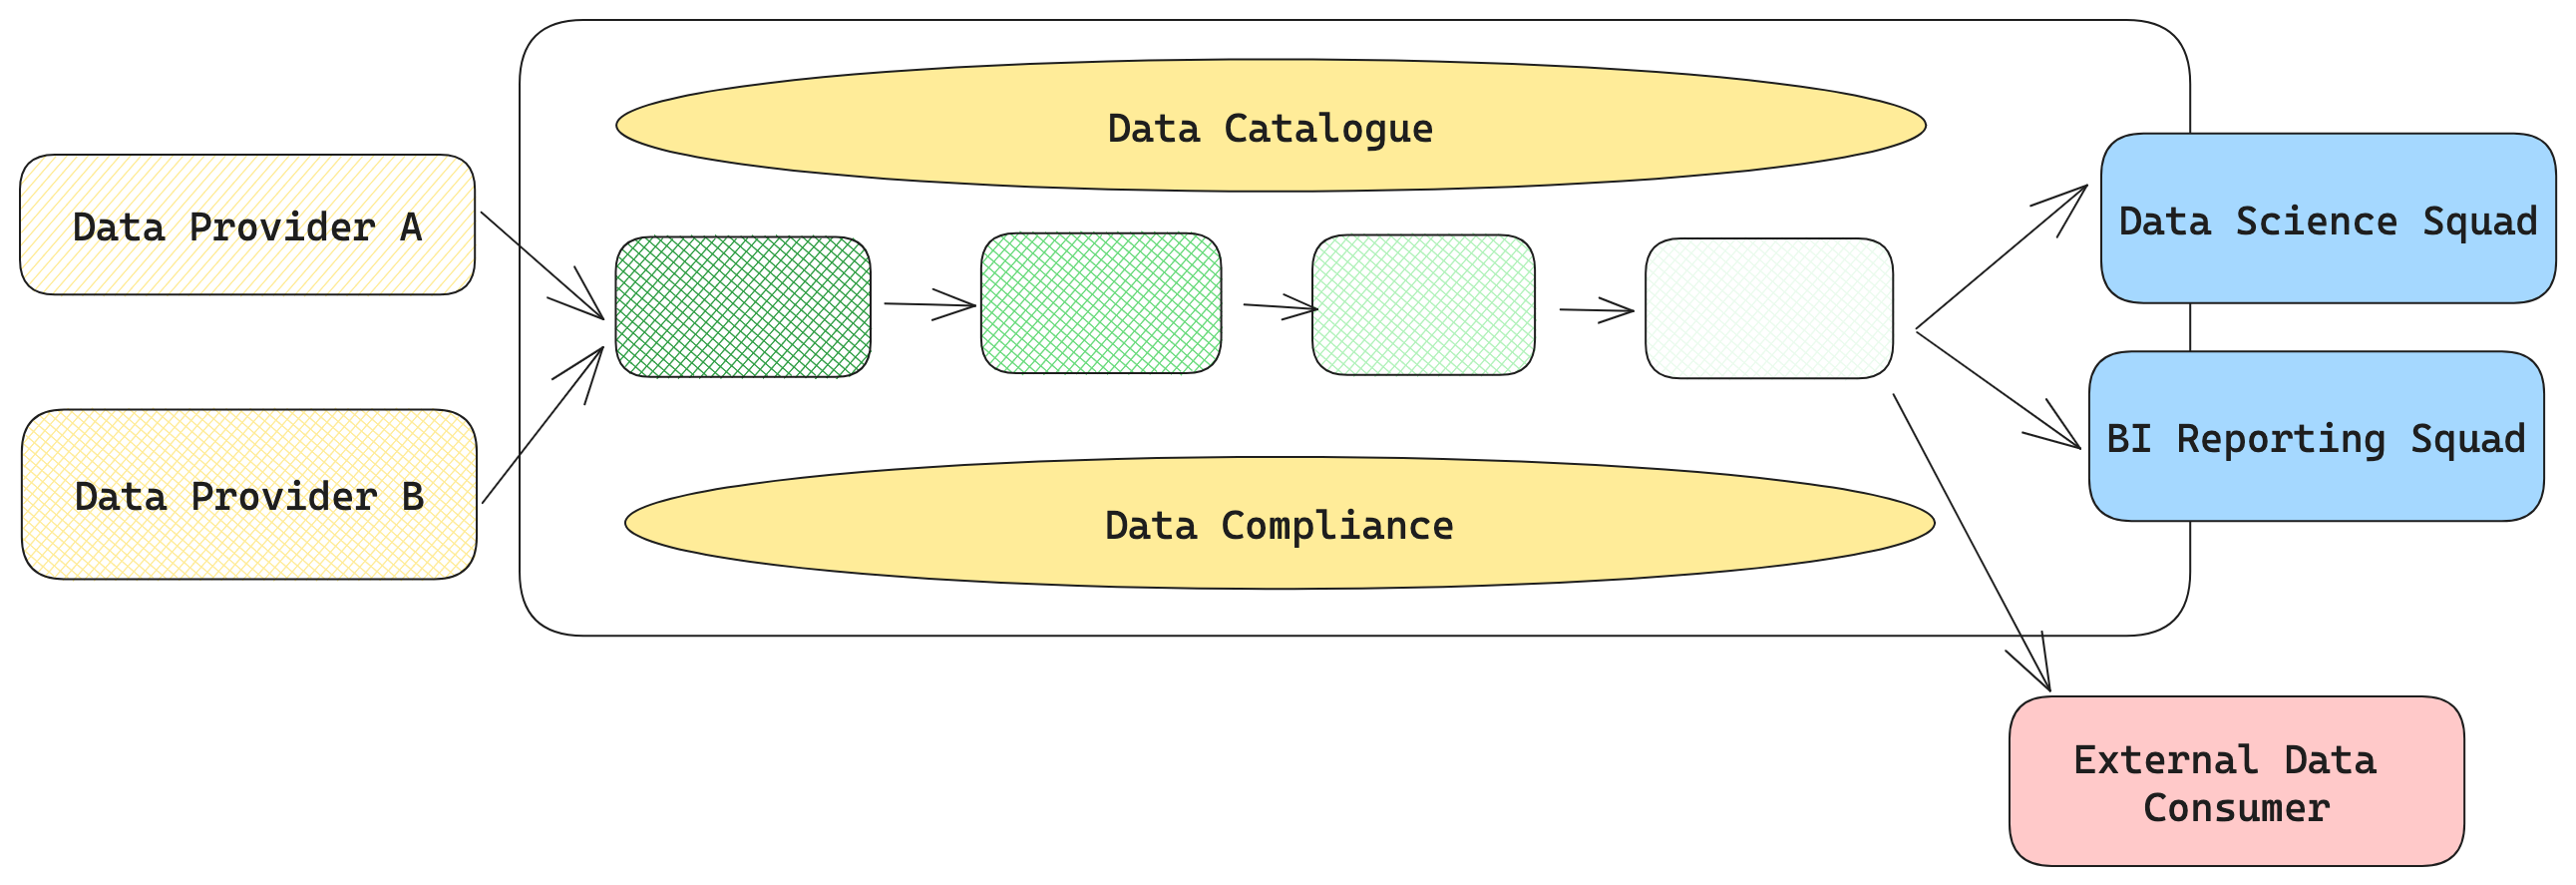 Data Catalogue
Data Provider A
Data Science Squad
BI Reporting Squad
Data Provider B
Data Compliance
External Data
Consumer